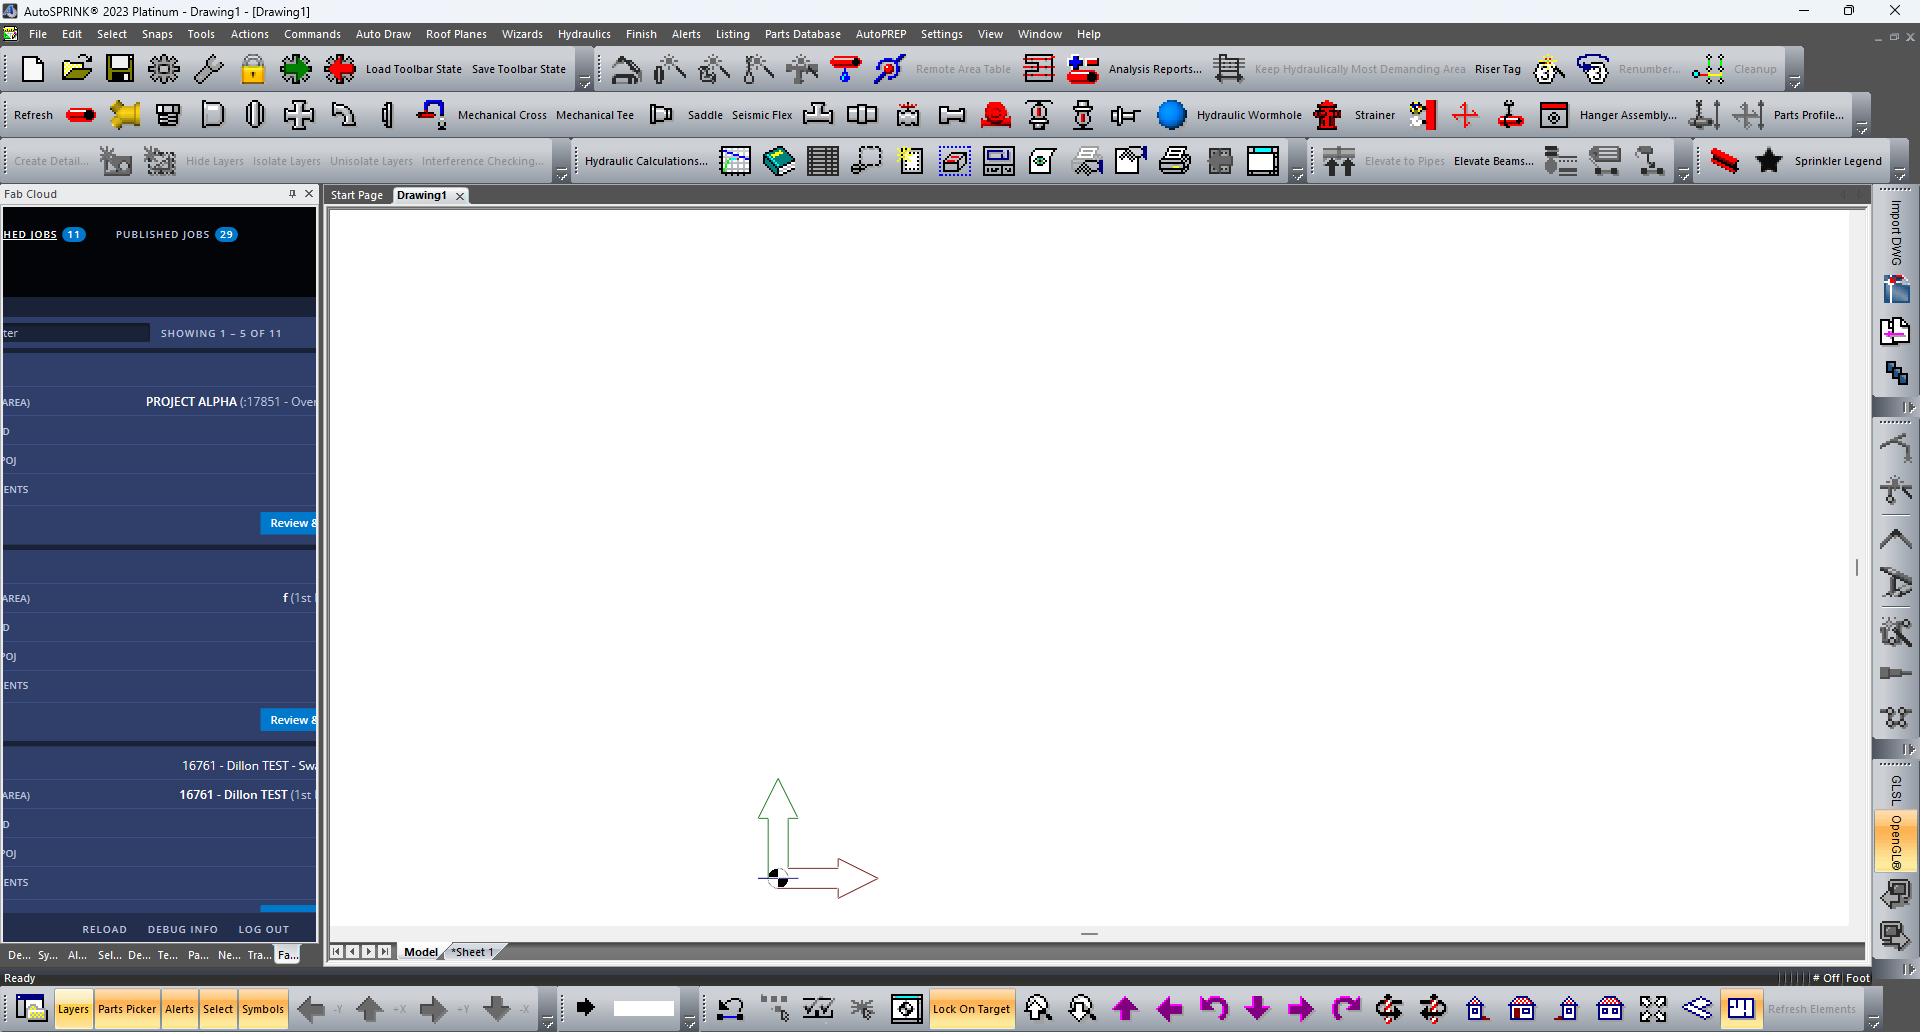 AutoSPRINK® 2023 Platinum - Drawing1 - [Drawing1]
File Edit Select Snaps Tools Actions Commands Auto Draw Roof Planes Wizards Hydraulics Finish Alerts Listing Parts Database AutoPREP Settings View Window Help
Load Toolbar State Save Toolbar State Remote Area Table Analysis Reports... Keep Hydraulically Most Demanding Area Riser Tag Renumber... Cleanup
Refresh Mechanical Cross Mechanical Tee Saddle Seismic Flex Hydraulic Wormhole Strainer Hanger Assembly... Parts Profile...
Create Detail... Hide Layers Isolate Layers Unisolate Layers Interference Checking... Hydraulic Calculations... Elevate to Pipes Elevate Beams... Sprinkler Legend
Fab Cloud
Start Page Drawing1
HED JOBS 11 PUBLISHED JOBS 29
ter SHOWING 1 – 5 OF 11
AREA) PROJECT ALPHA (:17851 - Over
D
POJ
ENTS
Review &
AREA) f (1st
D
POJ
ENTS
Review &
16761 - Dillon TEST - Swa
AREA) 16761 - Dillon TEST (1st
D
POJ
ENTS
RELOAD DEBUG INFO LOG OUT
De... Sy... Al... Sel... De... Te... Pa... Ne... Tra... Fa...
Model *Sheet 1
Import DWG
GLSL
OpenGL®
Ready # Off Foot
Layers Parts Picker Alerts Select Symbols -Y +X +Y -X Lock On Target Refresh Elements